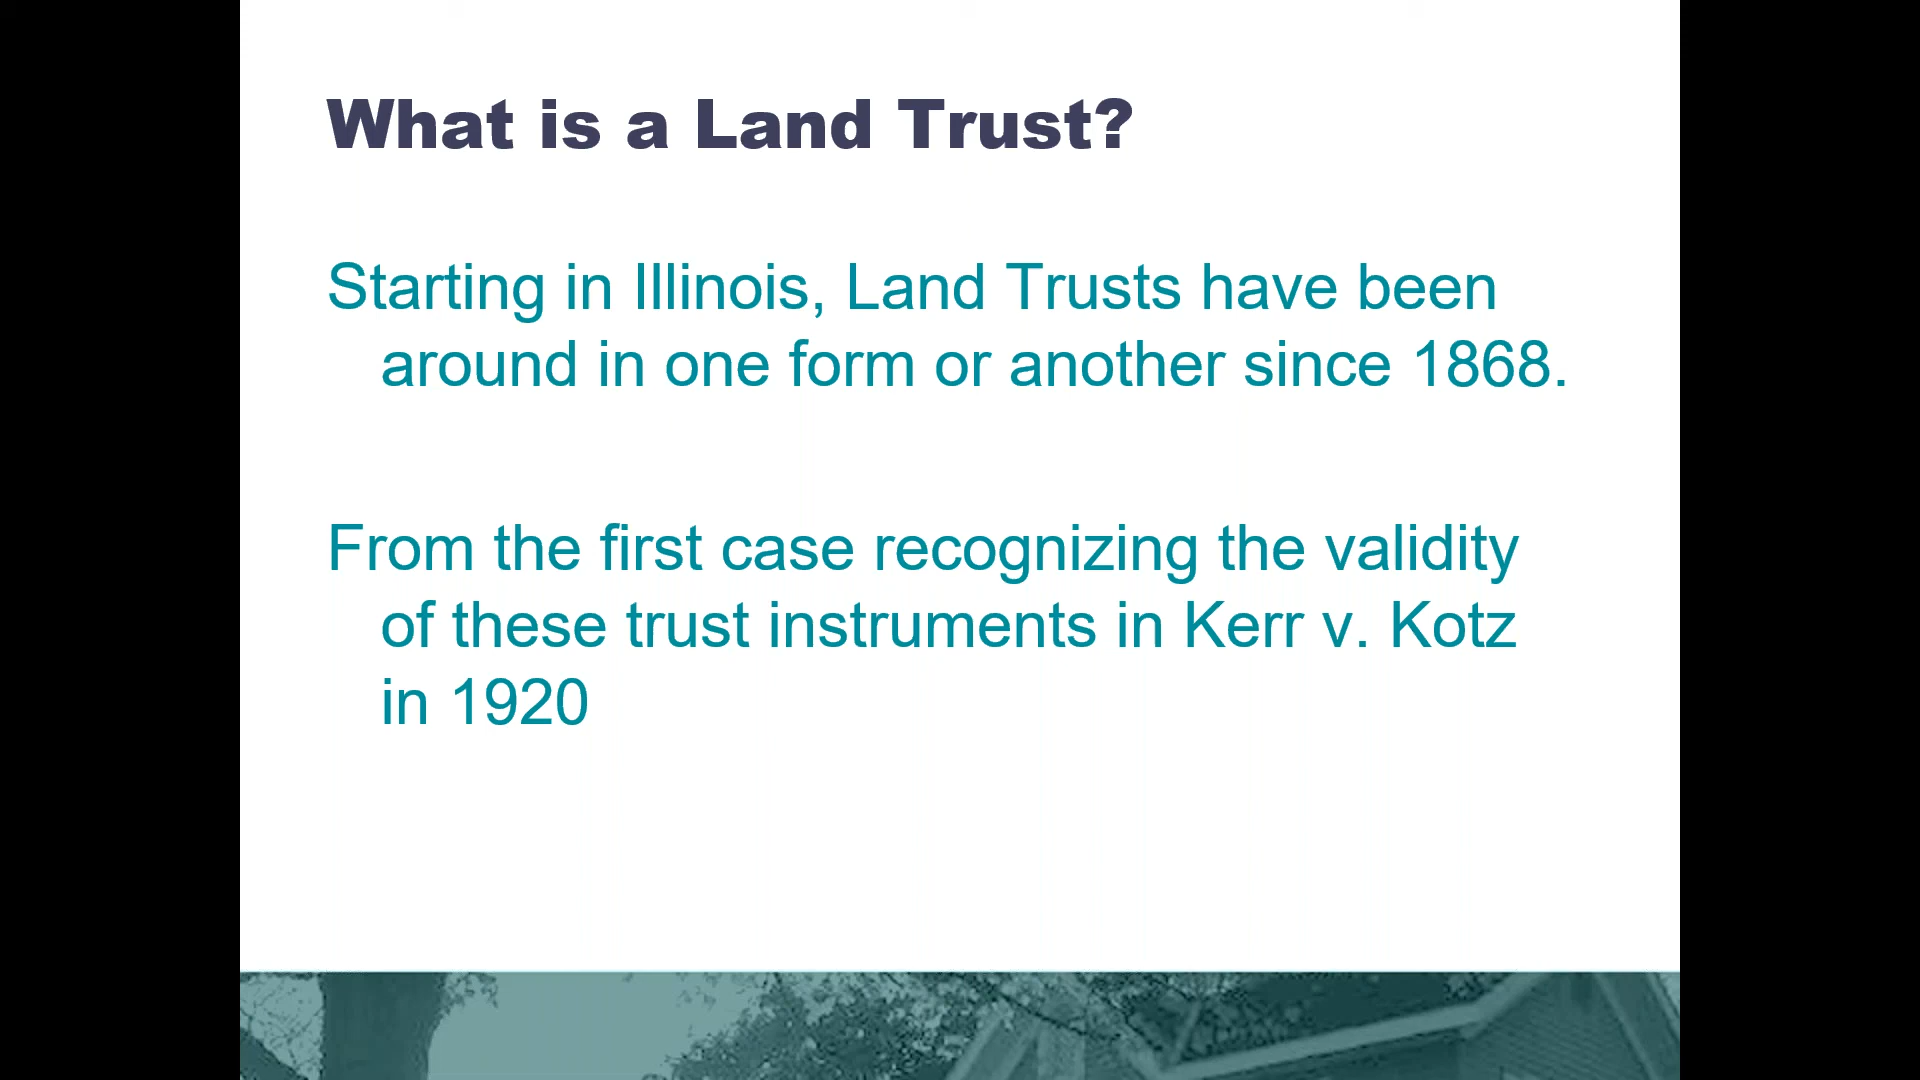 What is a Land Trust?
Starting in Illinois, Land Trusts have been
around in one form or another since 1868.
From the first case recognizing the validity
of these trust instruments in Kerr v. Kotz
in 1920